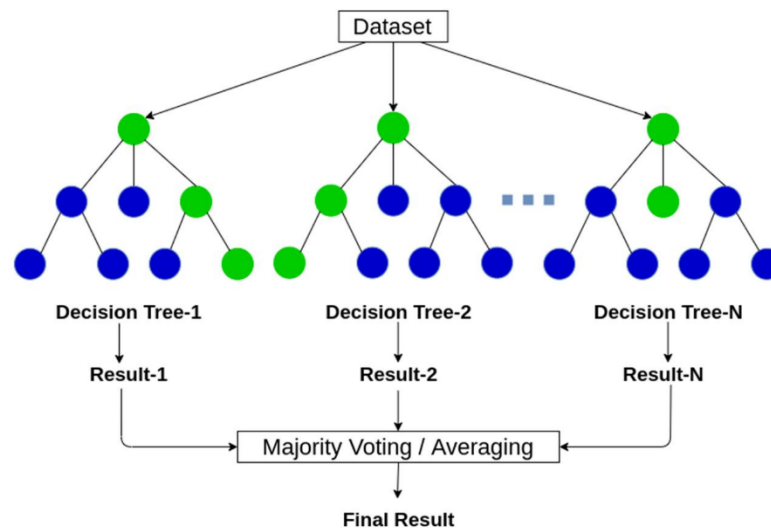 Dataset
Decision Tree-1
Decision Tree-2
Decision Tree-N
Result-1
Result-2
Result-N
Majority Voting / Averaging
Final Result